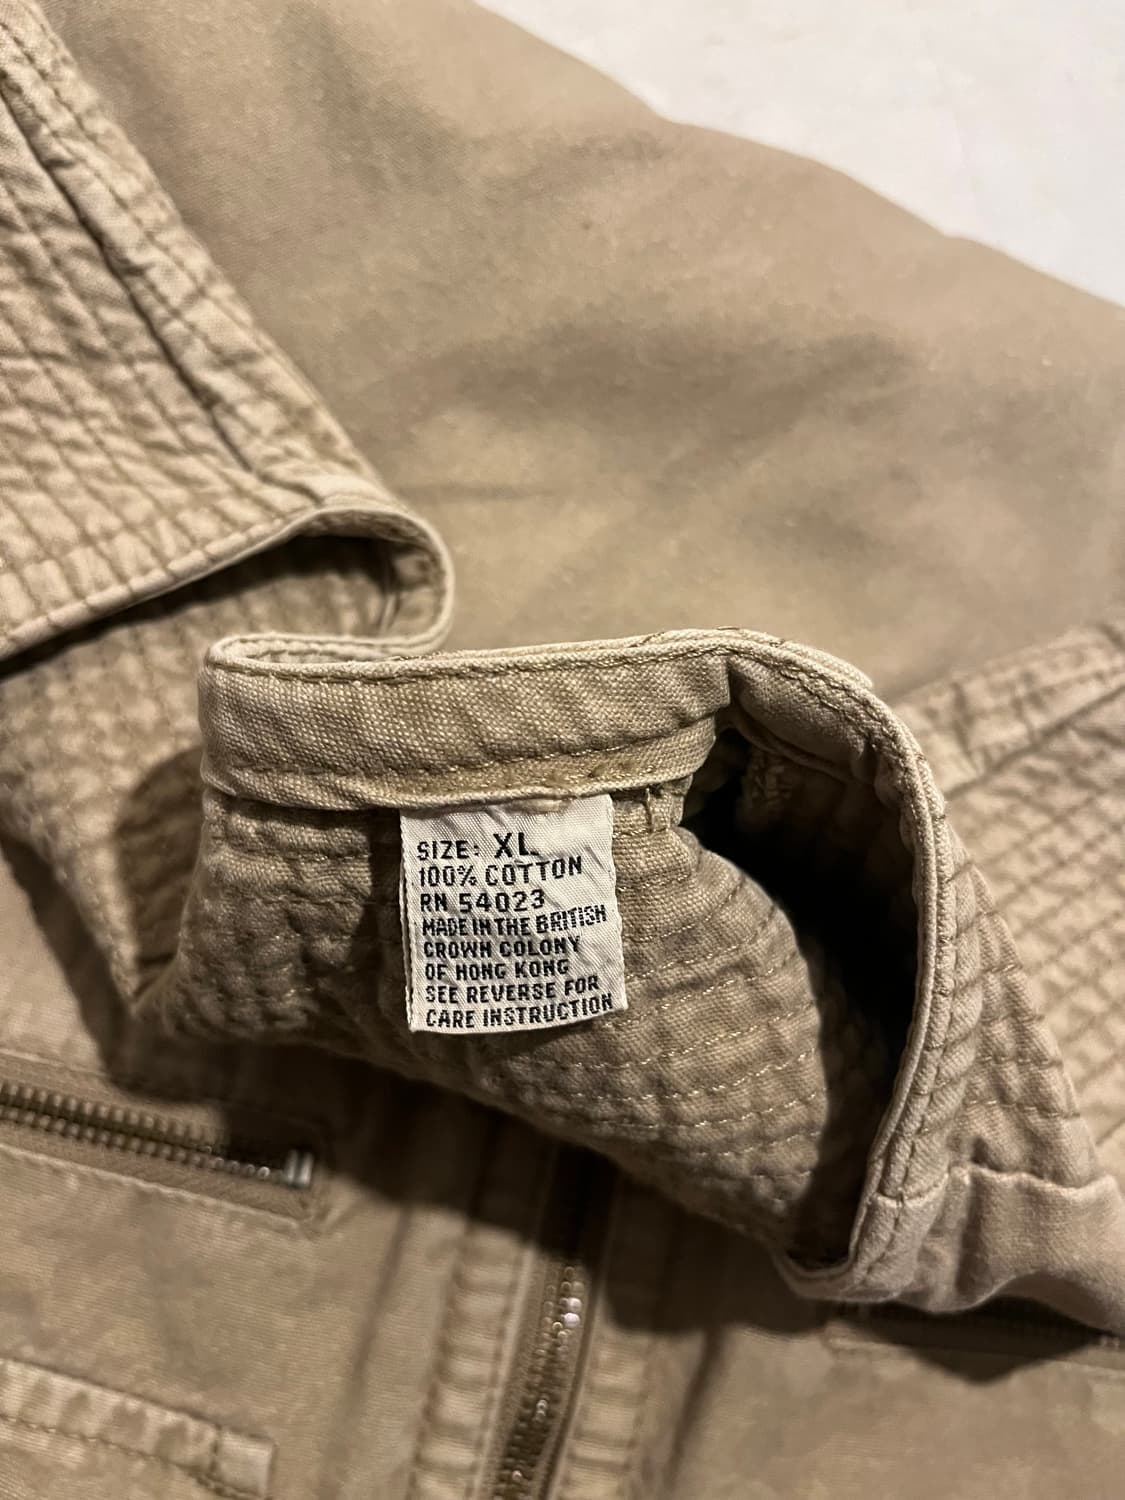 SIZE: XL
100% COTTON
RN 54023
MADE IN THE BRITISH
CROWN COLONY
OF HONG KONG
SEE REVERSE FOR
CARE INSTRUCTION